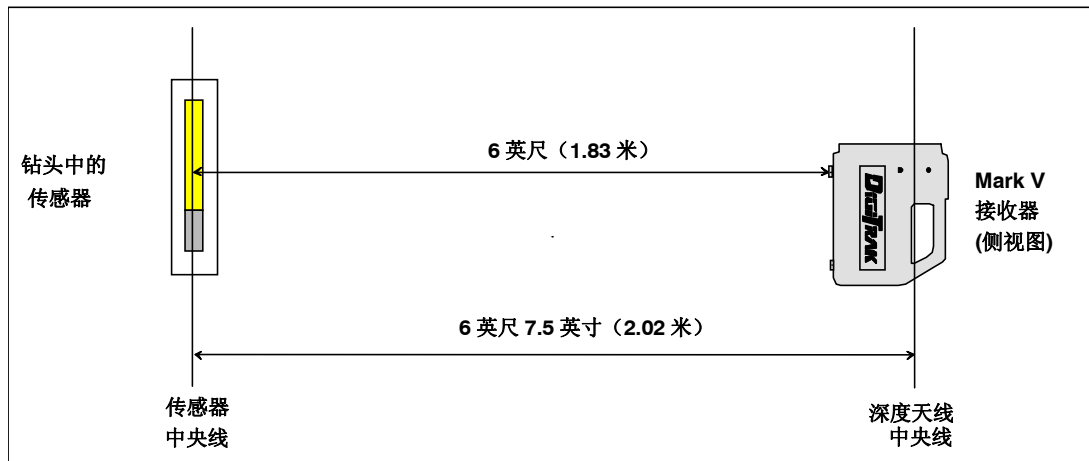 钻头中的
传感器
6 英尺（1.83 米）
DIGITRAK
Mark V
接收器
(侧视图)
6 英尺 7.5 英寸（2.02 米）
传感器
中央线
深度天线
中央线